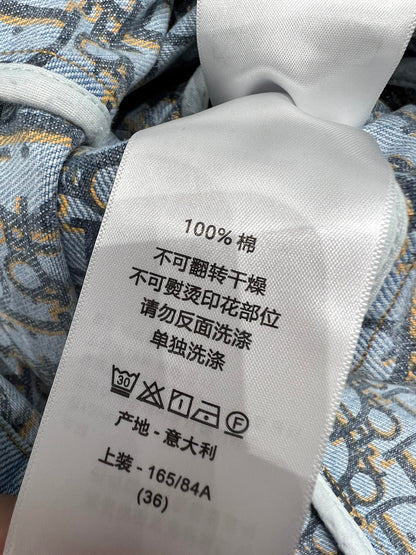 100% 棉
不可翻转干燥
不可熨烫印花部位
请勿反面洗涤
单独洗涤
30
产地 - 意大利
上装 - 165/84A
(36)